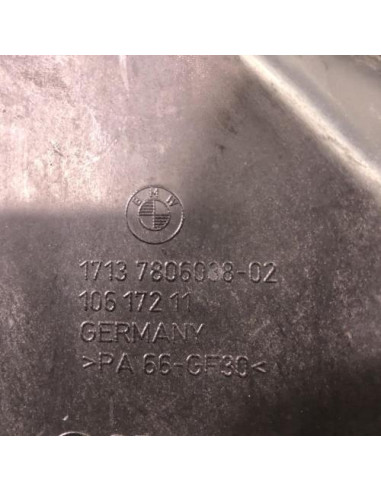 BMW
1713 7806088-02
106 172 11
GERMANY
>PA 66-GF30<